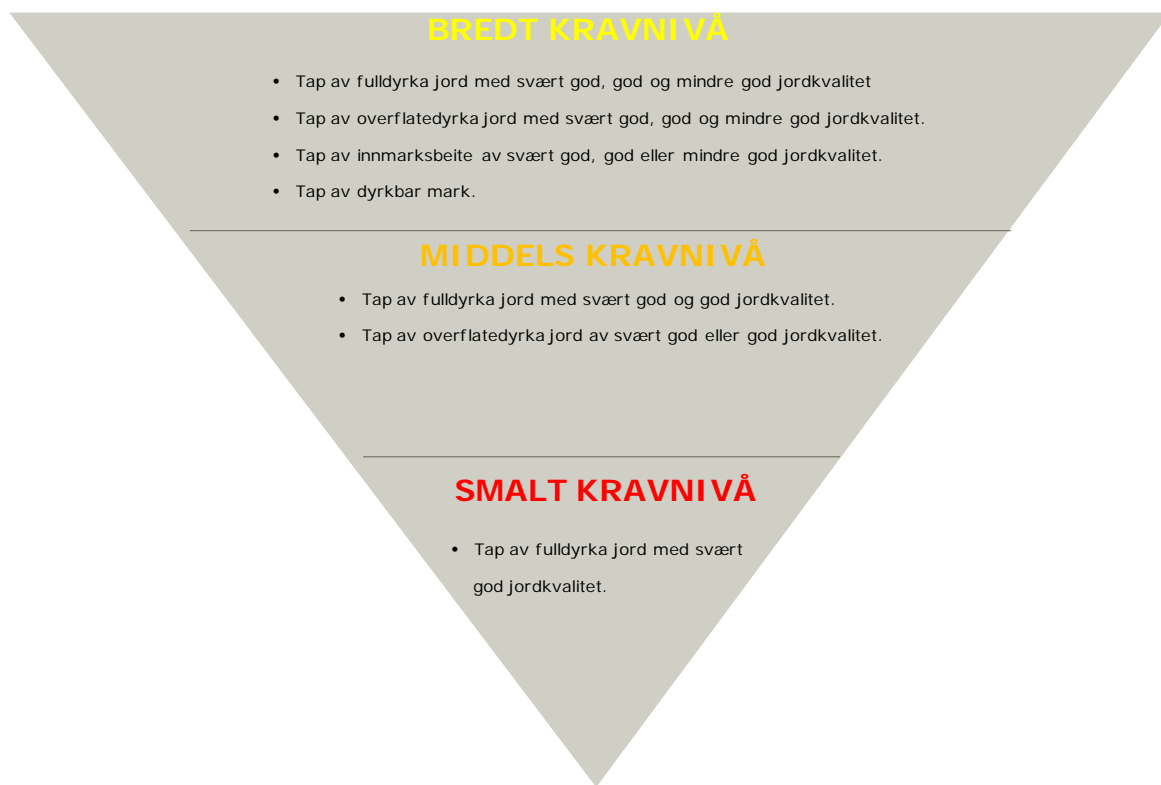 BREDT KRAVNIVÅ
• Tap av fulldyrka jord med svært god, god og mindre god jordkvalitet
• Tap av overflatedyrka jord med svært god, god og mindre god jordkvalitet.
• Tap av innmarksbeite av svært god, god eller mindre god jordkvalitet.
• Tap av dyrkbar mark.
MIDDELS KRAVNIVÅ
• Tap av fulldyrka jord med svært god og god jordkvalitet.
• Tap av overflatedyrka jord av svært god eller god jordkvalitet.
SMALT KRAVNIVÅ
• Tap av fulldyrka jord med svært
god jordkvalitet.